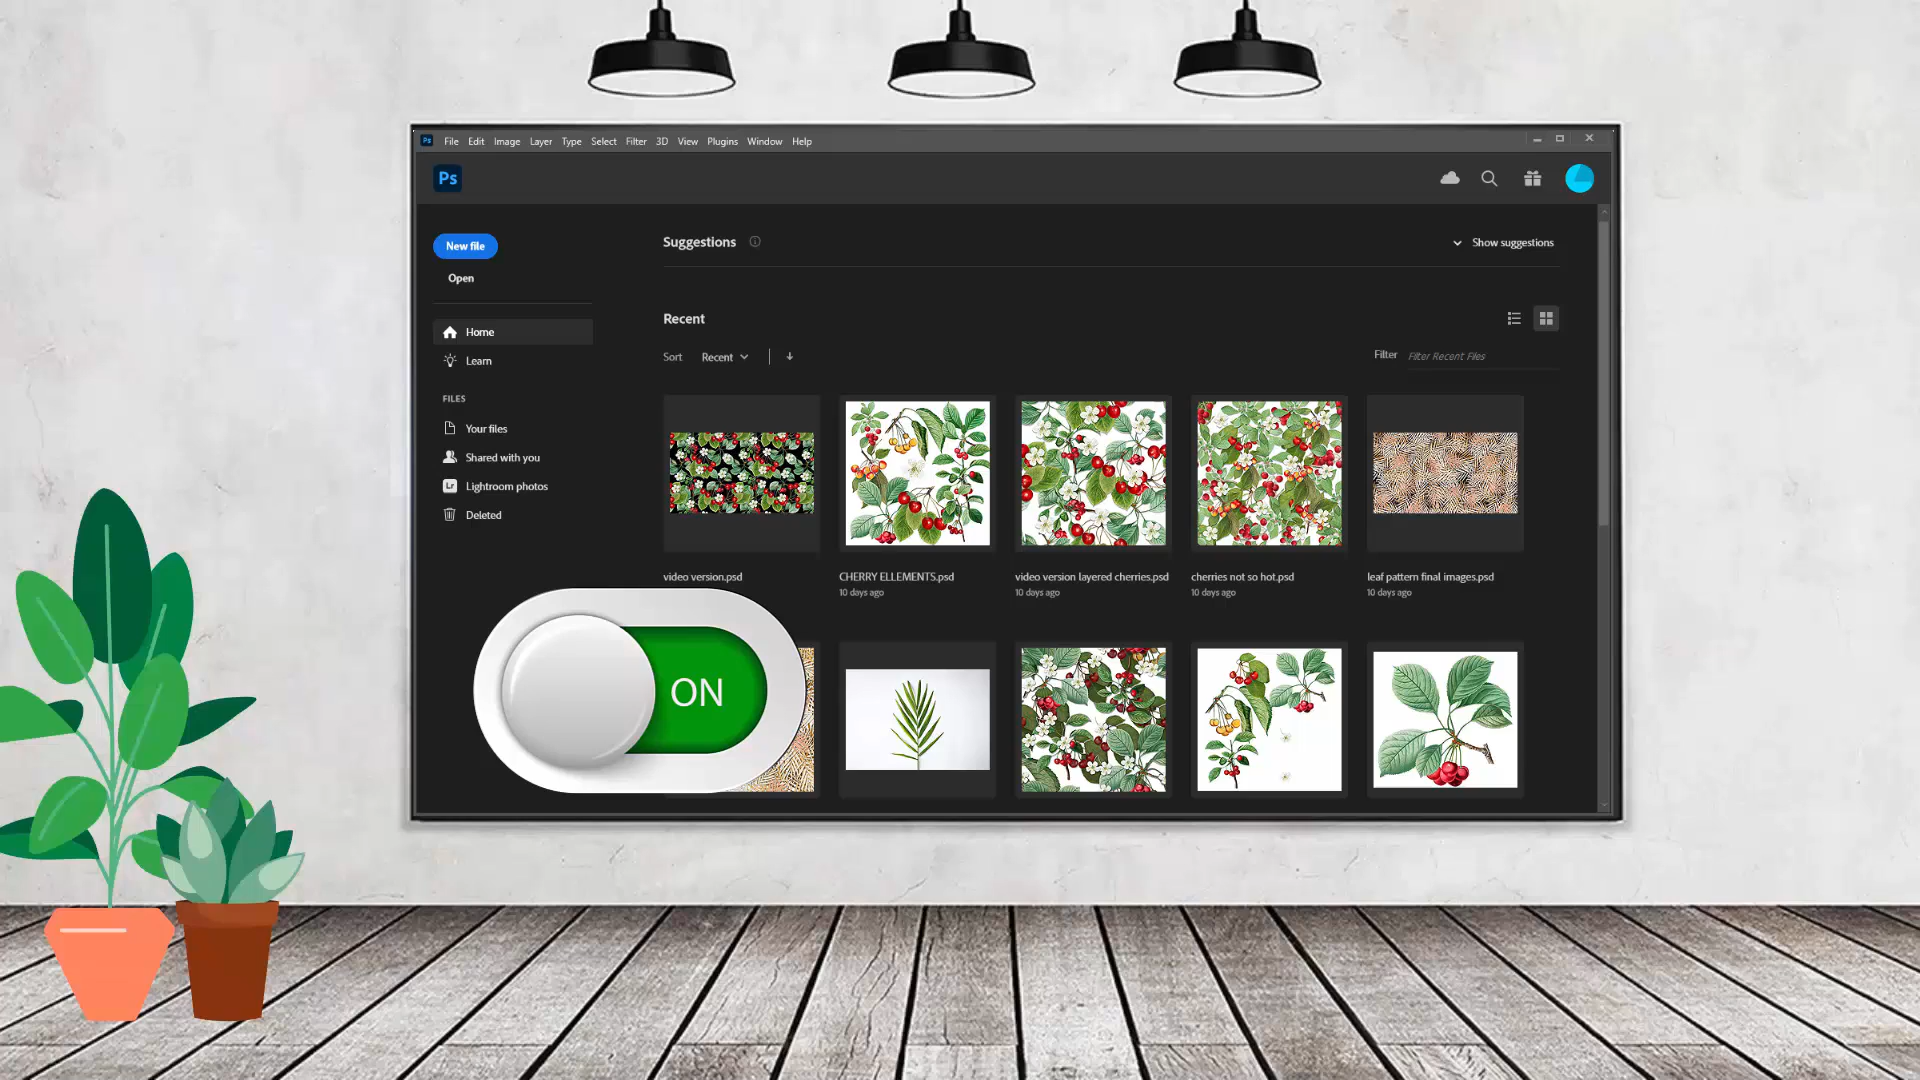 Ps File Edit Image Layer Type Select Filter 3D View Plugins Window Help
Ps
New file
Open
Home
Learn
FILES
Your files
Shared with you
Lr Lightroom photos
Deleted
Suggestions
Show suggestions
Recent
Sort Recent
Filter Filter Recent Files
video version.psd
CHERRY ELLEMENTS.psd
10 days ago
video version layered cherries.psd
10 days ago
cherries not so hot.psd
10 days ago
leaf pattern final images.psd
10 days ago
ON